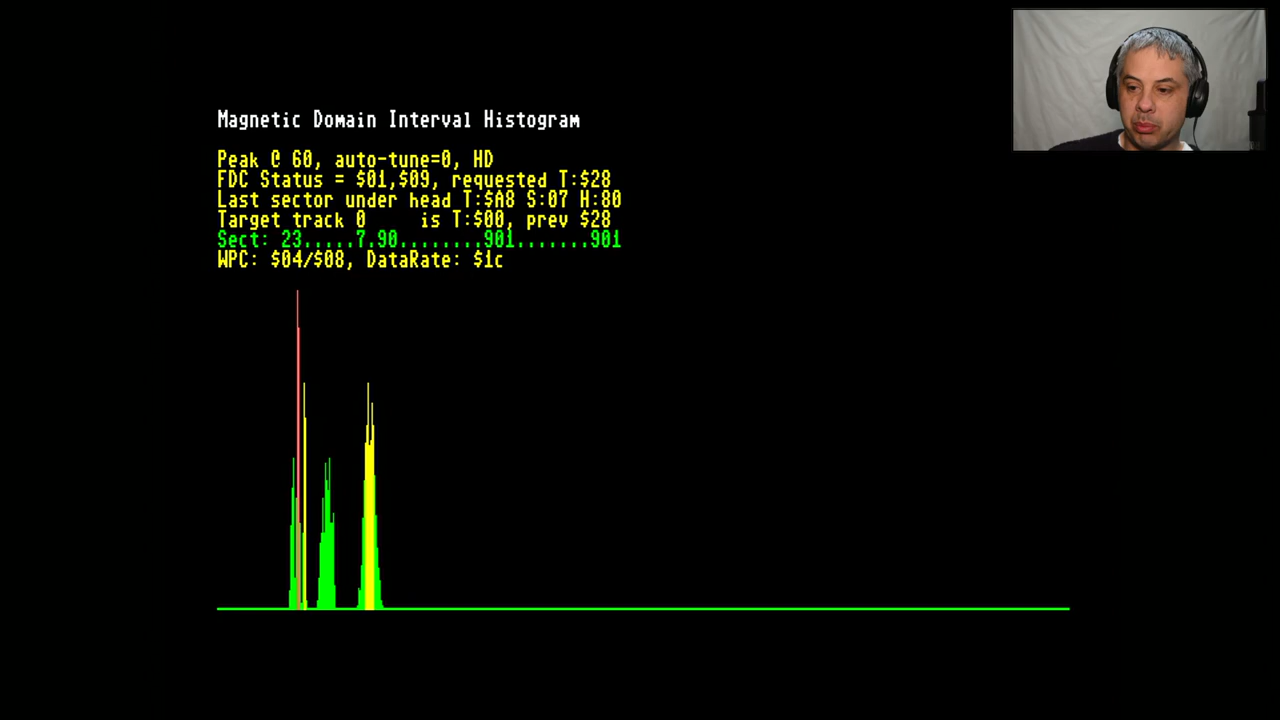 Magnetic Domain Interval Histogram
Peak @ 60, auto-tune=0, HD
FDC Status = $01,$09, requested T:$28
Last sector under head T:$A8 S:07 H:80
Target track 0     is T:$00, prev $28
Sect: 23.....7.90........901.......901
WPC: $04/$08, DataRate: $1c